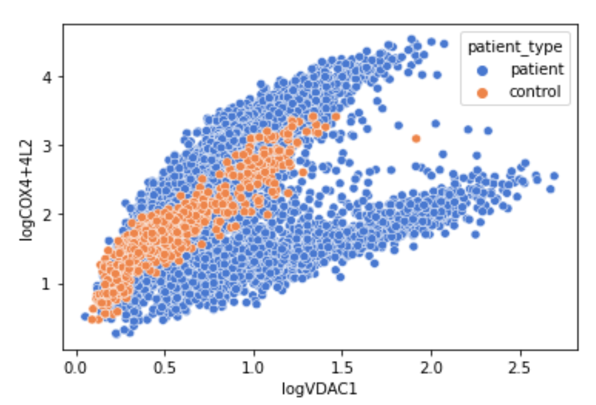 patient_type
patient
control
logCOX4+4L2
4
3
2
1
0.0 0.5 1.0 1.5 2.0 2.5
logVDAC1